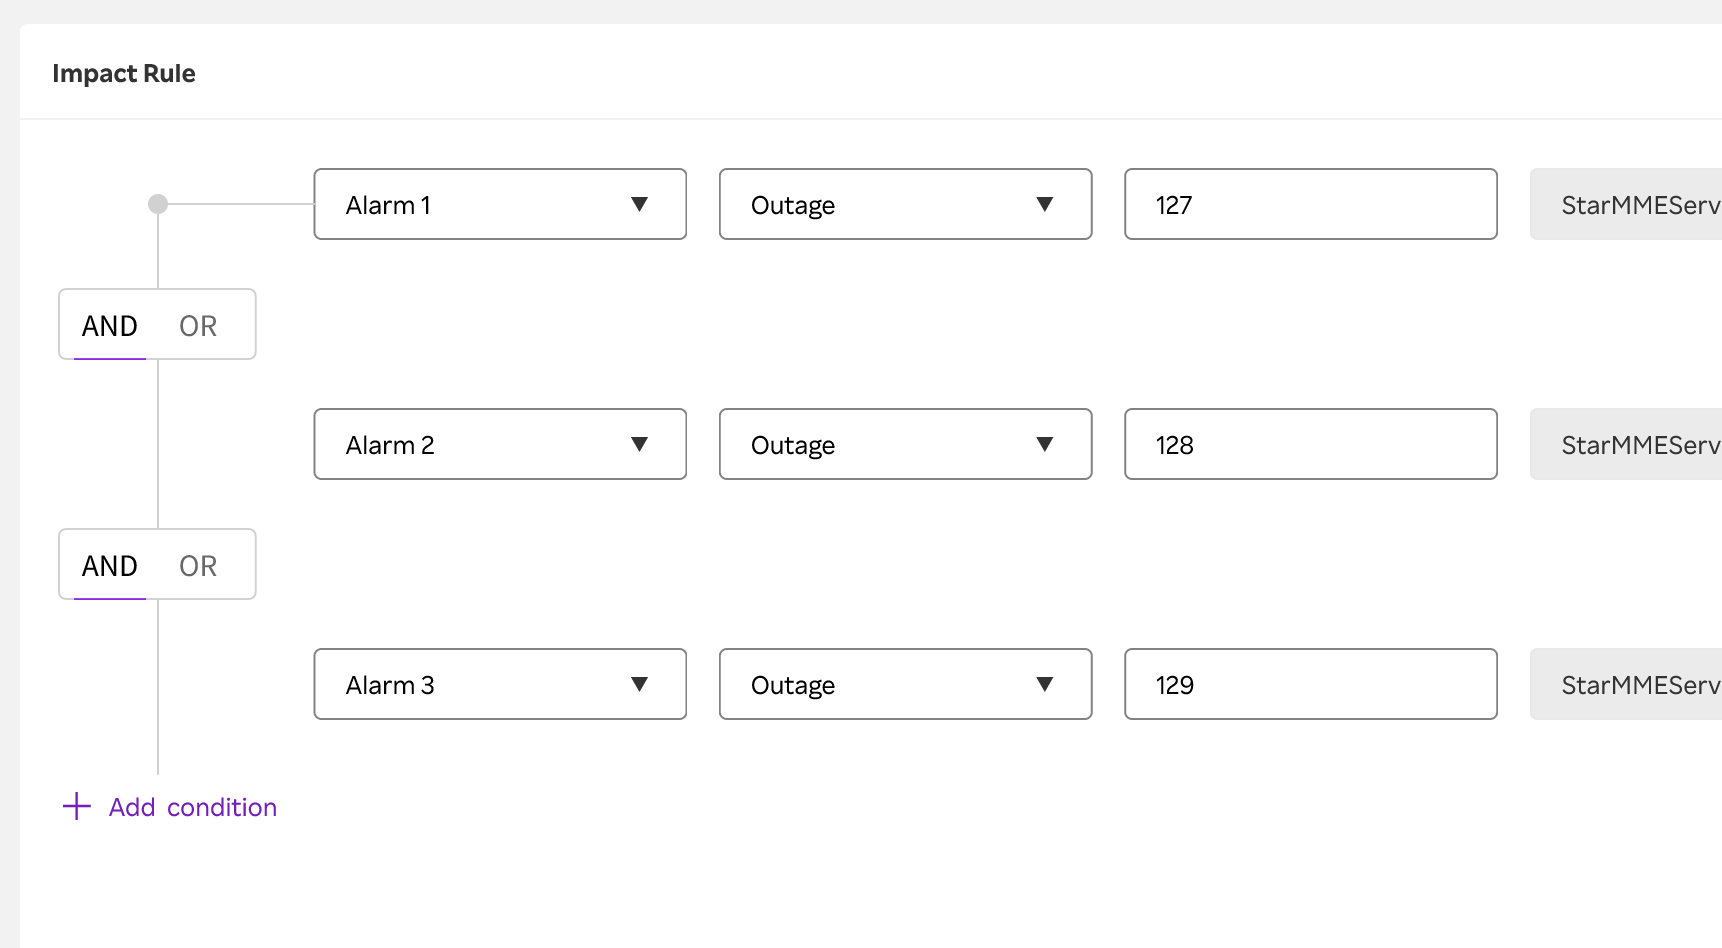 Impact Rule
Alarm 1 Outage 127 StarMMEServ
AND OR
Alarm 2 Outage 128 StarMMEServ
AND OR
Alarm 3 Outage 129 StarMMEServ
Add condition